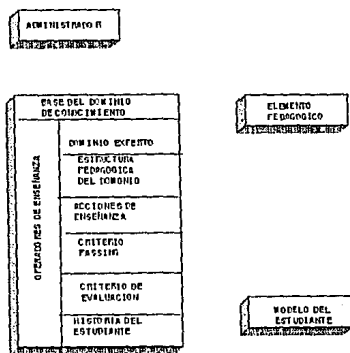 ADMINISTRADOR
BASE DEL DOMINIO
DE CONOCIMIENTO
OPERADORES DE ENSEÑANZA
DOMINIO EXPERTO
ESTRUCTURA
PEDAGOGICA
DEL DOMONIO
ACCIONES DE
ENSEÑANZA
CRITERIO
PASSING
CRITERIO DE
EVALUACION
HISTORIA DEL
ESTUDIANTE
ELEMENTO
PEDAGOGICO
MODELO DEL
ESTUDIANTE